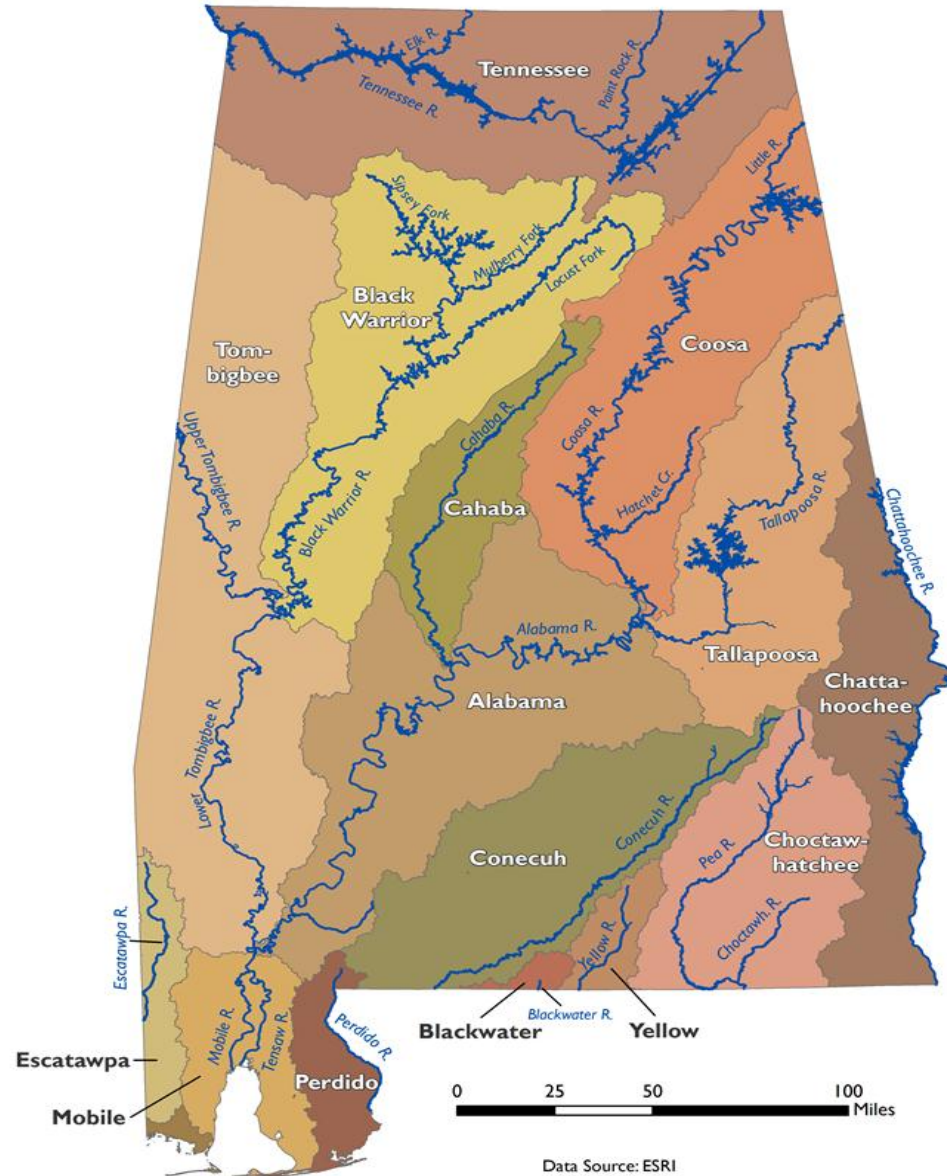 Elk R.
Paint Rock R.
Tennessee
Tennessee R.
Little R.
Sipsey Fork
Mulberry Fork
Locust Fork
Black
Warrior
Tom-
bigbee
Coosa
Upper Tombigbee R.
Cahaba R.
Coosa R.
Hatchet Cr.
Black Warrior R.
Cahaba
Tallapoosa R.
Chattahoochee R.
Alabama R.
Tallapoosa
Chatta-
hoochee
Alabama
Lower Tombigbee R.
Conecuh R.
Conecuh
Choctaw-
hatchee
Pea R.
Choctawh. R.
Escatawpa R.
Yellow R.
Blackwater R.
Blackwater
Yellow
Mobile R.
Tensaw R.
Perdido R.
Escatawpa
Perdido
Mobile
0 25 50 100
Miles
Data Source: ESRI